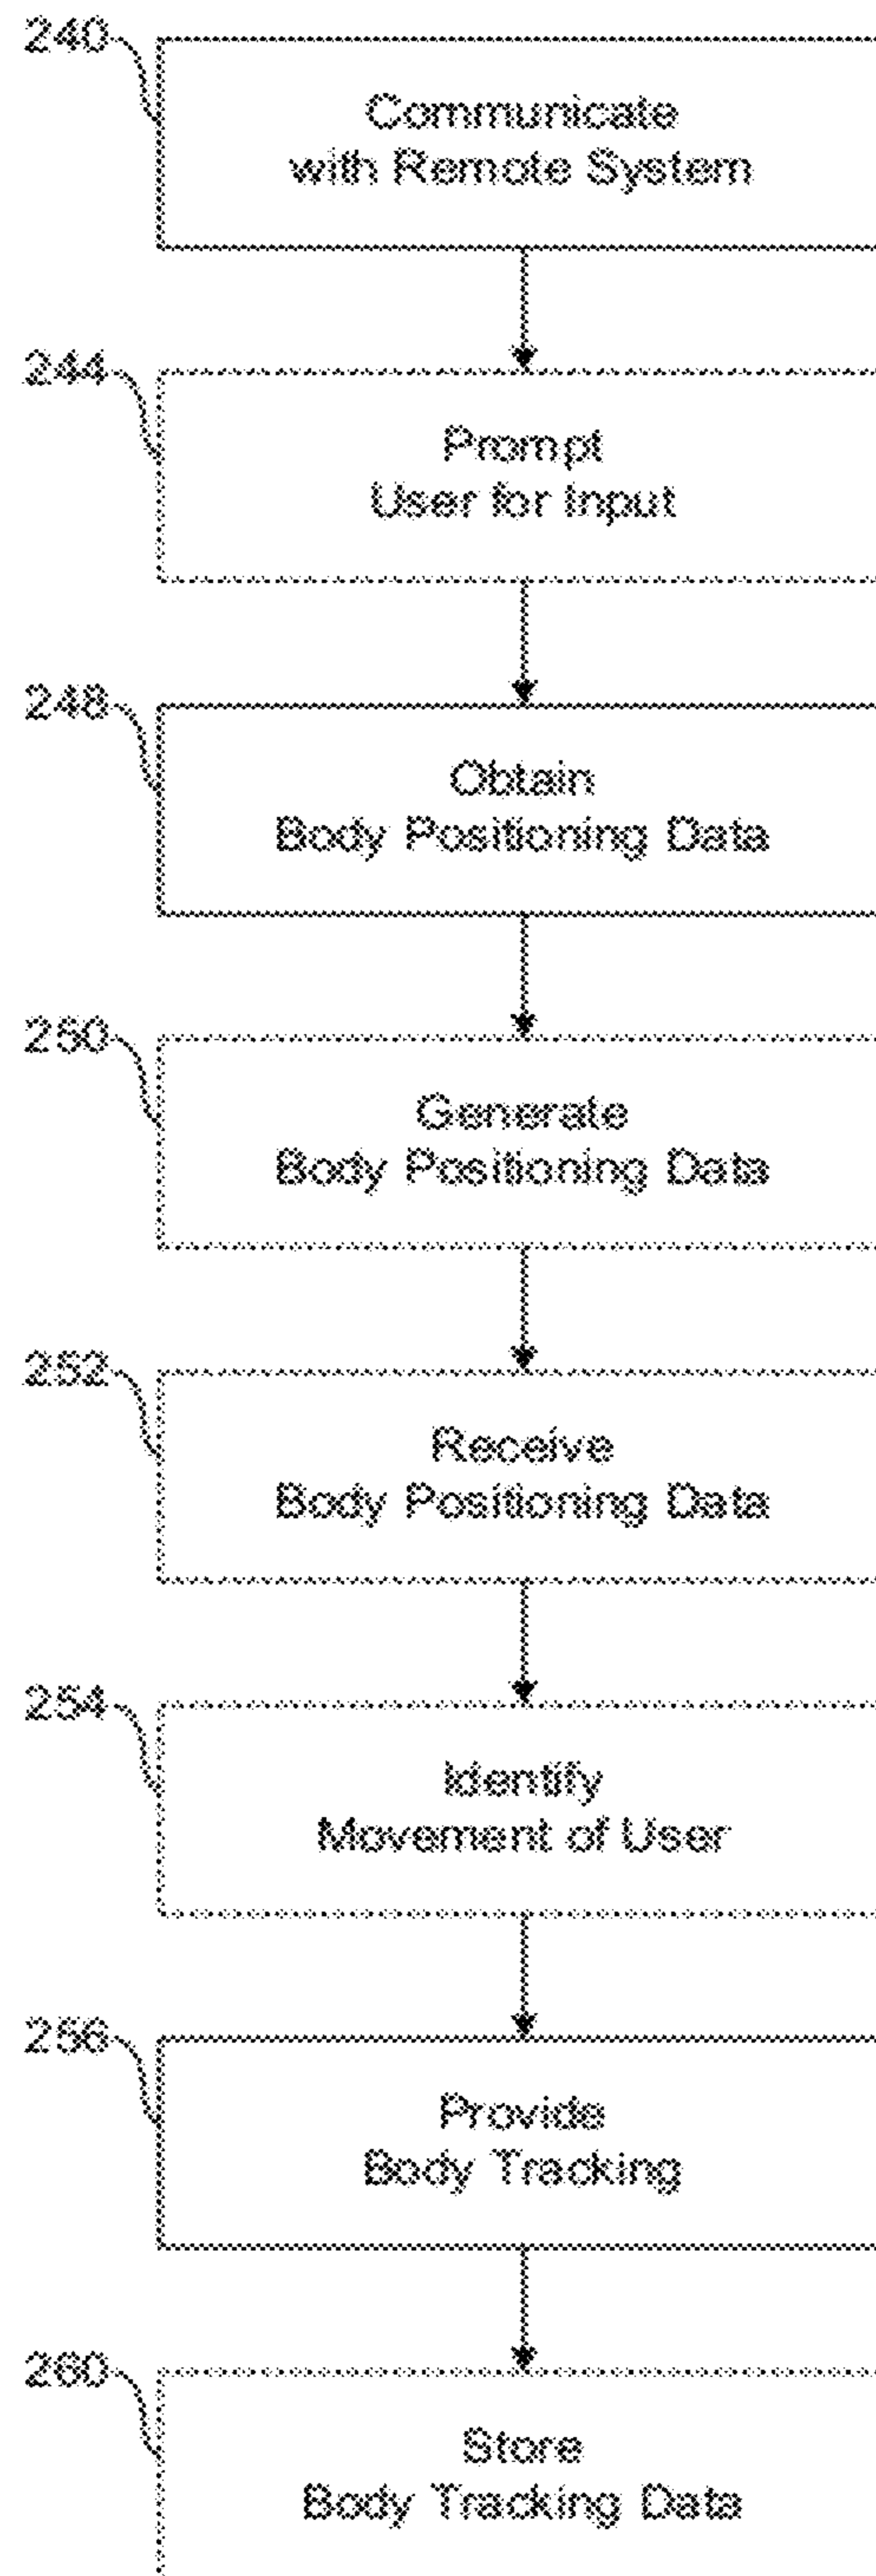 240
Communicate
with Remote System
244
Prompt
User for Input
248
Obtain
Body Positioning Data
250
Generate
Body Positioning Data
252
Receive
Body Positioning Data
254
Identify
Movement of User
256
Provide
Body Tracking
260
Store
Body Tracking Data